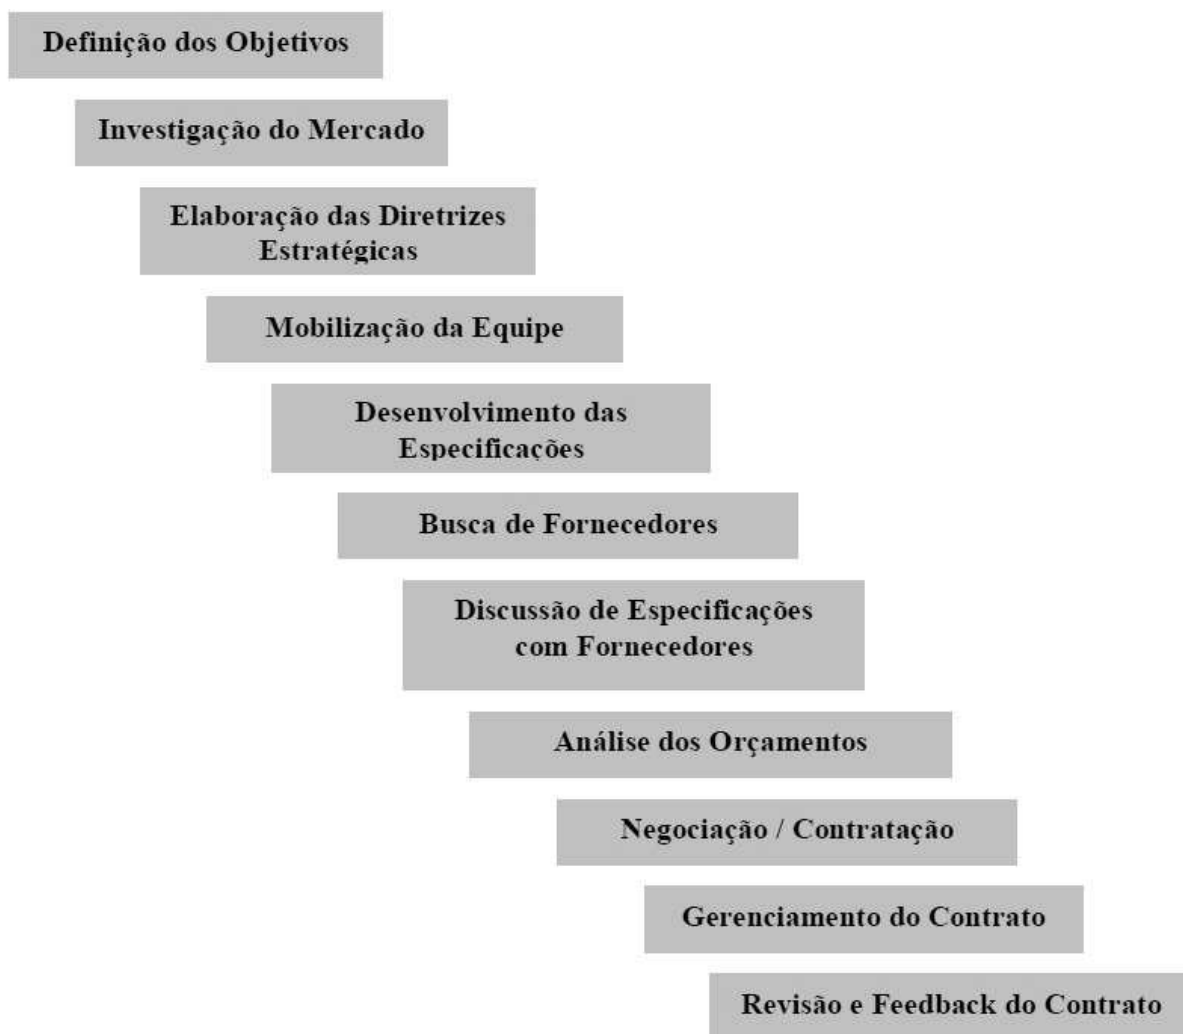 Definição dos Objetivos
Investigação do Mercado
Elaboração das Diretrizes
Estratégicas
Mobilização da Equipe
Desenvolvimento das
Especificações
Busca de Fornecedores
Discussão de Especificações
com Fornecedores
Análise dos Orçamentos
Negociação / Contratação
Gerenciamento do Contrato
Revisão e Feedback do Contrato